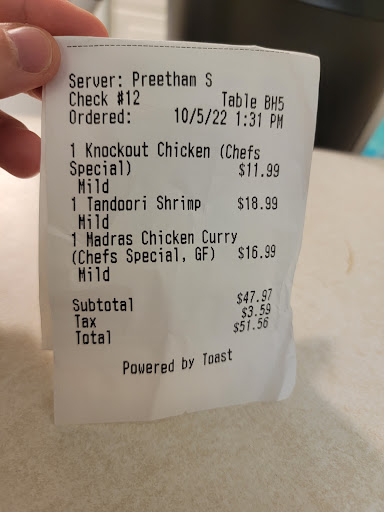 Server: Preetham S
Check #12 Table BH5
Ordered: 10/5/22 1:31 PM
1 Knockout Chicken (Chefs
Special) $11.99
Mild
1 Tandoori Shrimp $18.99
Mild
1 Madras Chicken Curry
(Chefs Special, GF) $16.99
Mild
Subtotal $47.97
Tax $3.59
Total $51.56
Powered by Toast